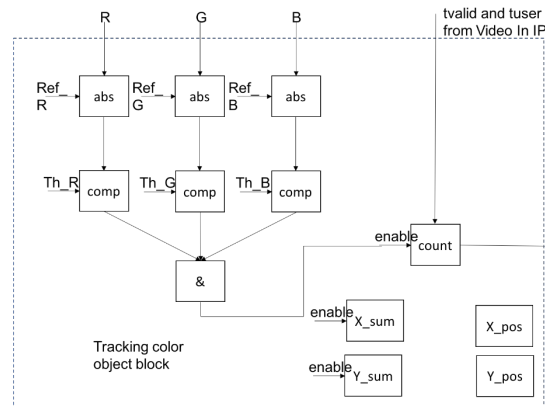 R
G
B
tvalid and tuser
from Video In IP
Ref_
R
abs
Ref_
G
abs
Ref_
B
abs
Th_R
comp
Th_G
comp
Th_B
comp
enable
count
&
enable
X_sum
X_pos
Tracking color
object block
enable
Y_sum
Y_pos